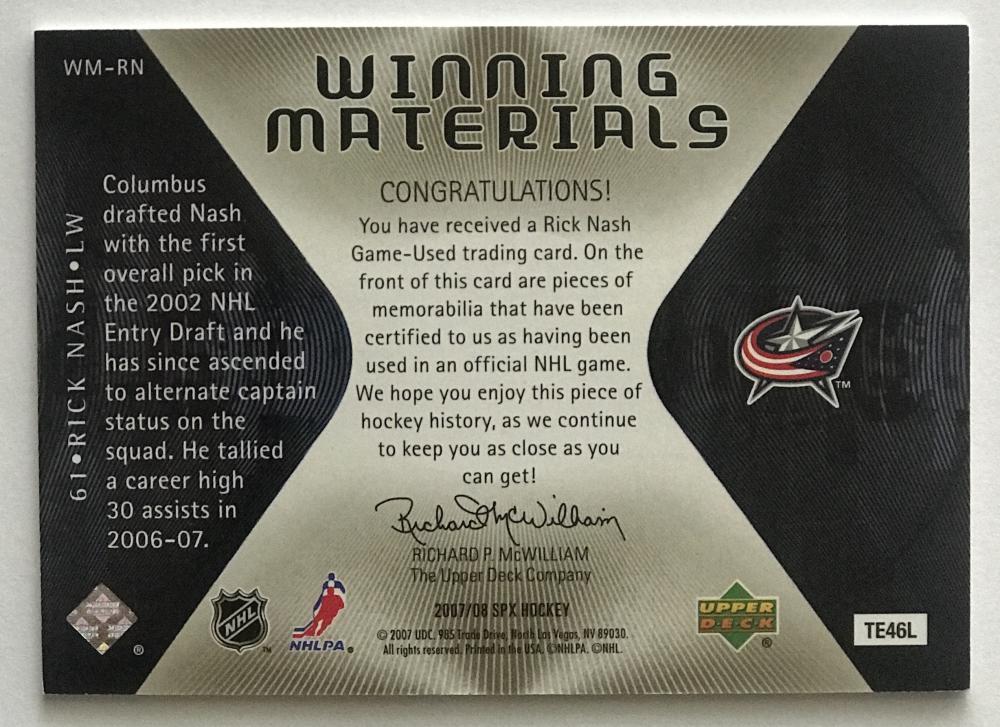 WM-RN
WINNING
MATERIALS
61•RICK NASH•LW
Columbus
drafted Nash
with the first
overall pick in
the 2002 NHL
Entry Draft and he
has since ascended
to alternate captain
status on the
squad. He tallied
a career high
30 assists in
2006-07.
CONGRATULATIONS!
You have received a Rick Nash
Game-Used trading card. On the
front of this card are pieces of
memorabilia that have been
certified to us as having been
used in an official NHL game.
We hope you enjoy this piece of
hockey history, as we continue
to keep you as close as you
can get!
Richard P. McWilliam
RICHARD P. McWILLIAM
The Upper Deck Company
2007/08 SPX HOCKEY
© 2007 UDC. 985 Trade Drive, North Las Vegas, NV 89030.
All rights reserved. Printed in the USA. ©NHLPA. ©NHL.
®
NHL
™
NHLPA®
UPPER
DECK
®
TM
TE46L